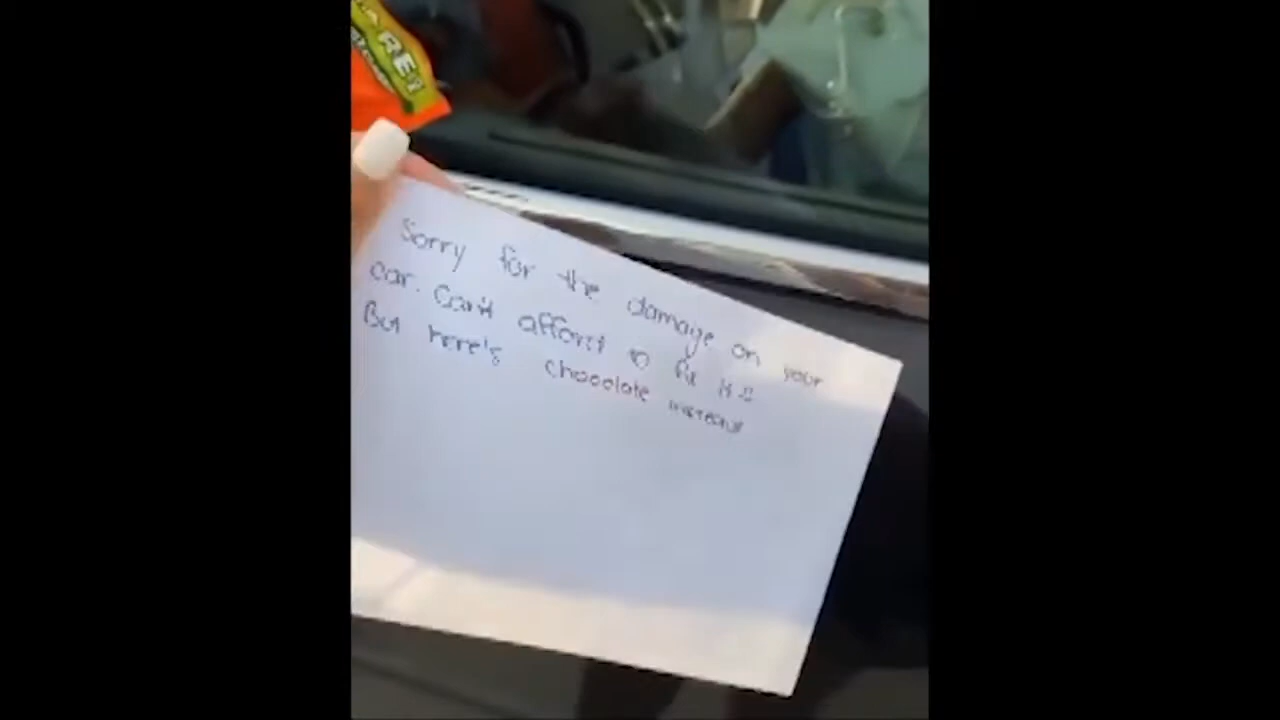 Sorry for the damage on your
car. Can't afford to fix it
But here's chocolate instead